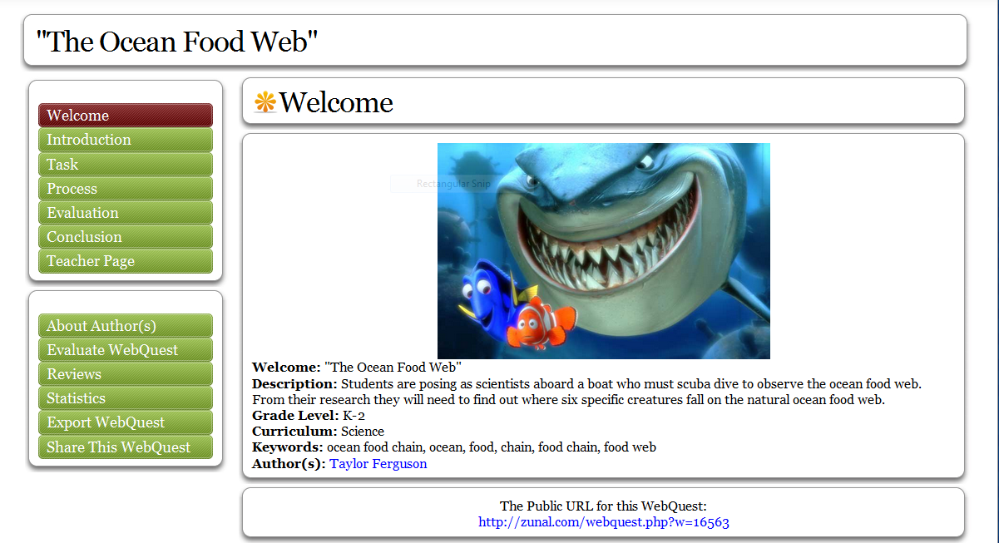 "The Ocean Food Web"
Welcome
Introduction
Task
Process
Evaluation
Conclusion
Teacher Page
About Author(s)
Evaluate WebQuest
Reviews
Statistics
Export WebQuest
Share This WebQuest
Welcome
Rectangular Snip
Welcome: "The Ocean Food Web"
Description: Students are posing as scientists aboard a boat who must scuba dive to observe the ocean food web.
From their research they will need to find out where six specific creatures fall on the natural ocean food web.
Grade Level: K-2
Curriculum: Science
Keywords: ocean food chain, ocean, food, chain, food chain, food web
Author(s): Taylor Ferguson
The Public URL for this WebQuest:
http://zunal.com/webquest.php?w=16563